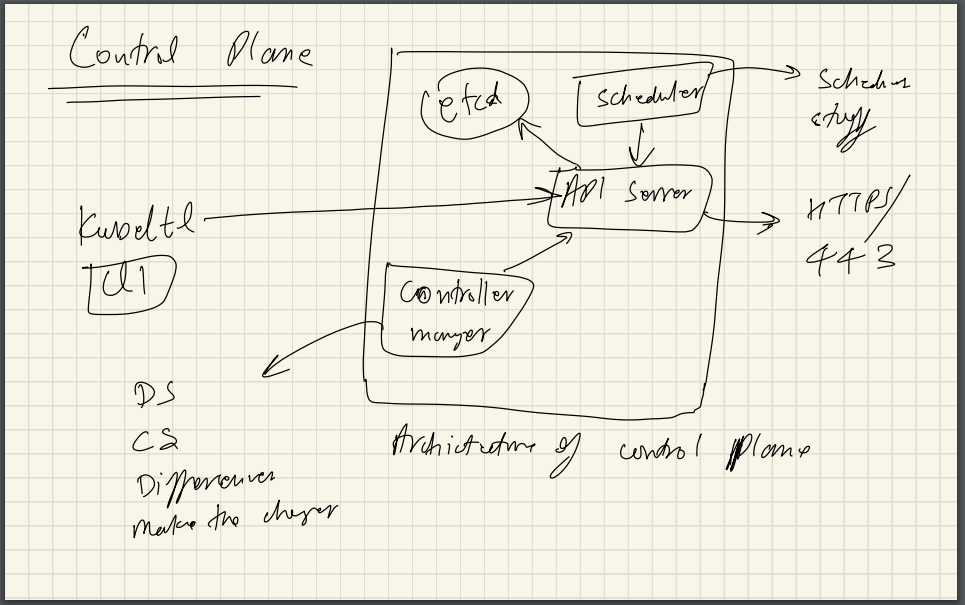 Control Plane
etcd
Scheduler
Schedus
stuff
API Server
Kubectl
CLI
HTTPS/
443
Controller
manager
DS
CS
Differences
Make the changes
Architecture of control Plane